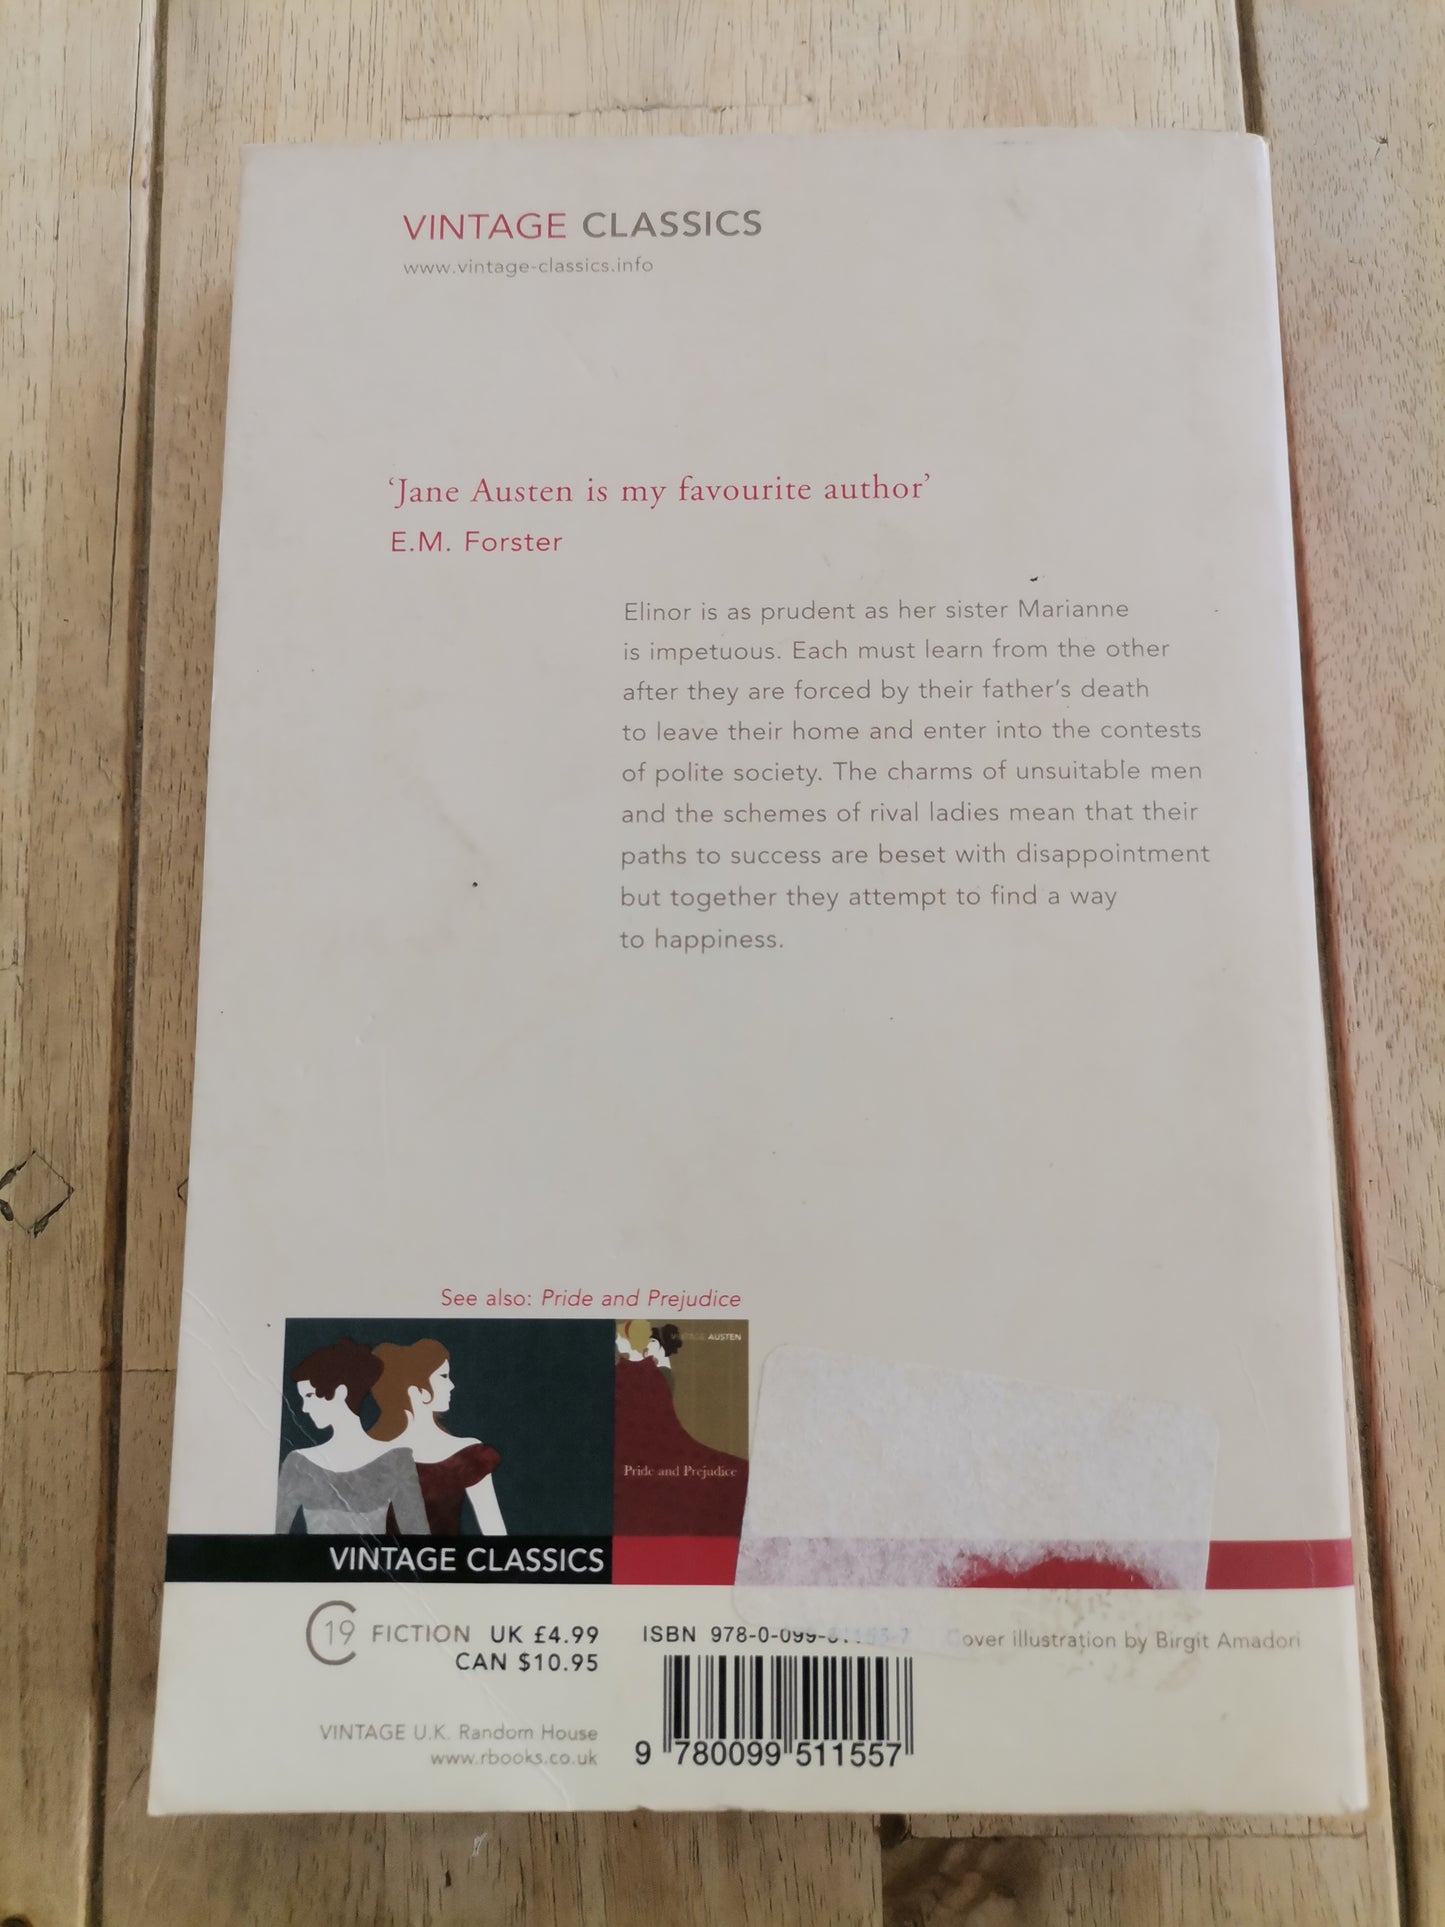 VINTAGE CLASSICS
www.vintage-classics.info
‘Jane Austen is my favourite author’
E.M. Forster
Elinor is as prudent as her sister Marianne
is impetuous. Each must learn from the other
after they are forced by their father’s death
to leave their home and enter into the contests
of polite society. The charms of unsuitable men
and the schemes of rival ladies mean that their
paths to success are beset with disappointment
but together they attempt to find a way
to happiness.
See also: Pride and Prejudice
VINTAGE AUSTEN
Pride and Prejudice
VINTAGE CLASSICS
19 FICTION UK £4.99
CAN $10.95
ISBN 978-0-099-51155-7
Cover illustration by Birgit Amadori
VINTAGE U.K. Random House
www.rbooks.co.uk
9 780099 511557